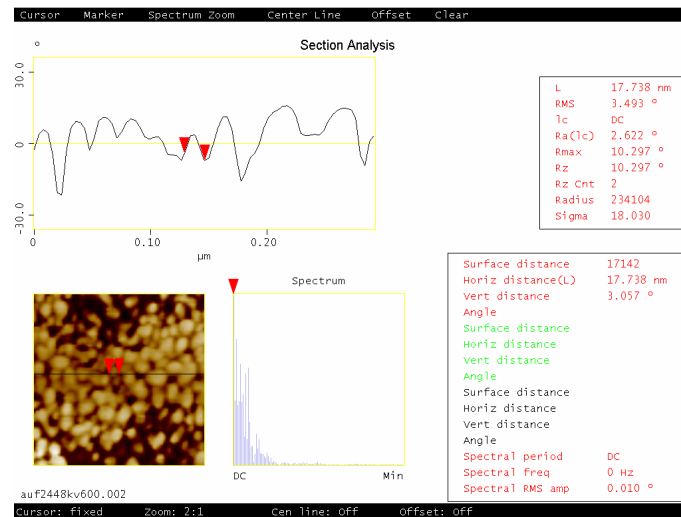 Cursor Marker Spectrum Zoom Center Line Offset Clear
Section Analysis
°
30.0
0
-30.0
0 0.10 0.20
µm
L 17.738 nm
RMS 3.493 °
lc DC
Ra(lc) 2.622 °
Rmax 10.297 °
Rz 10.297 °
Rz Cnt 2
Radius 234104
Sigma 18.030
Spectrum
DC Min
Surface distance 17142
Horiz distance(L) 17.738 nm
Vert distance 3.057 °
Angle
Surface distance
Horiz distance
Vert distance
Angle
Surface distance
Horiz distance
Vert distance
Angle
Spectral period DC
Spectral freq 0 Hz
Spectral RMS amp 0.010 °
auf2448kv600.002
Cursor: fixed Zoom: 2:1 Cen line: Off Offset: Off